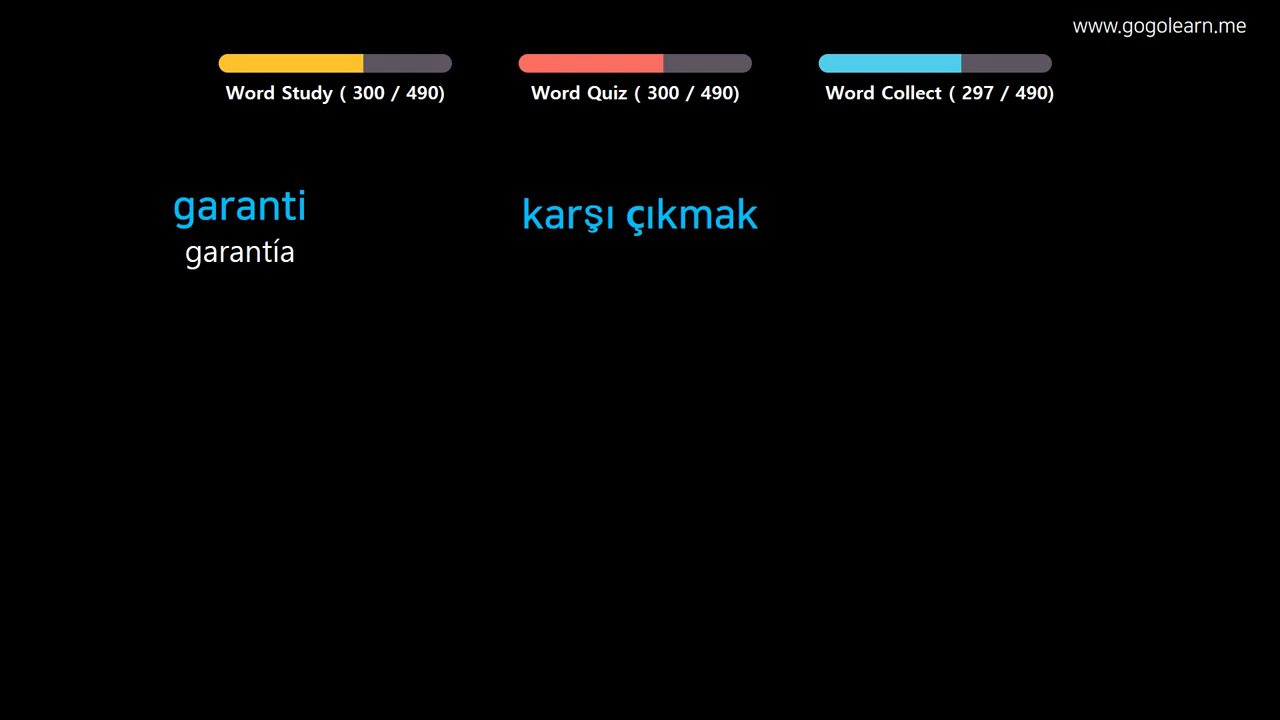 www.gogolearn.me
Word Study ( 300 / 490)
Word Quiz ( 300 / 490)
Word Collect ( 297 / 490)
garanti
garantía
karşı çıkmak